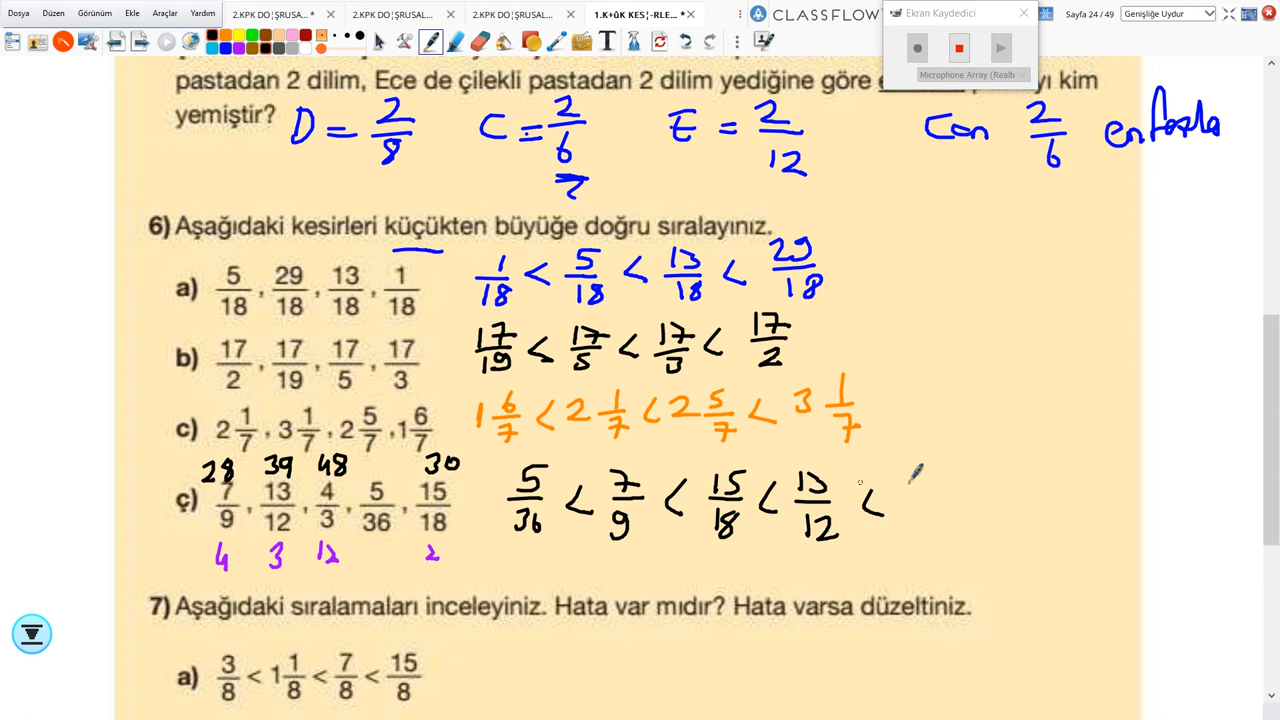 Dosya Düzen Görünüm Ekle Araçlar Yardım
2.KPK DO¦ŞRUSA... * 2.KPK DO¦ŞRUSAL... 2.KPK DO¦ŞRUSAL... 1.K+ûK KES¦-RLE... *
CLASSFLOW
Ekran Kaydedici
Microphone Array (Realte
Sayfa 24 / 49 Genişliğe Uydur
pastadan 2 dilim, Ece de çilekli pastadan 2 dilim yediğine göre
yı kim
yemiştir?
D = 2/8 C = 2/6 E = 2/12 Can 2/6 en fazla
6) Aşağıdaki kesirleri küçükten büyüğe doğru sıralayınız.
a) 5/18, 29/18, 13/18, 1/18 1/18 < 5/18 < 13/18 < 29/18
b) 17/2, 17/19, 17/5, 17/3 17/19 < 17/5 < 17/3 < 17/2
c) 2 1/7, 3 1/7, 2 5/7, 1 6/7 1 6/7 < 2 1/7 < 2 5/7 < 3 1/7
28 39 48 30
ç) 7/9, 13/12, 4/3, 5/36, 15/18 5/36 < 7/9 < 15/18 < 13/12 <
4 3 12 2
7) Aşağıdaki sıralamaları inceleyiniz. Hata var mıdır? Hata varsa düzeltiniz.
a) 3/8 < 1 1/8 < 7/8 < 15/8